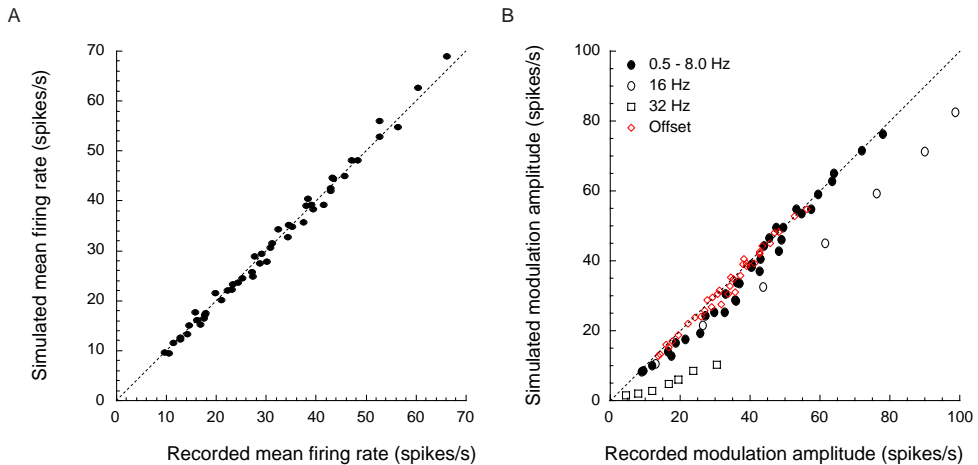 A
B
70
60
50
40
30
20
10
0
Simulated mean firing rate (spikes/s)
0 10 20 30 40 50 60 70
Recorded mean firing rate (spikes/s)
100
80
60
40
20
0
Simulated modulation amplitude (spikes/s)
0.5 - 8.0 Hz
16 Hz
32 Hz
Offset
0 20 40 60 80 100
Recorded modulation amplitude (spikes/s)